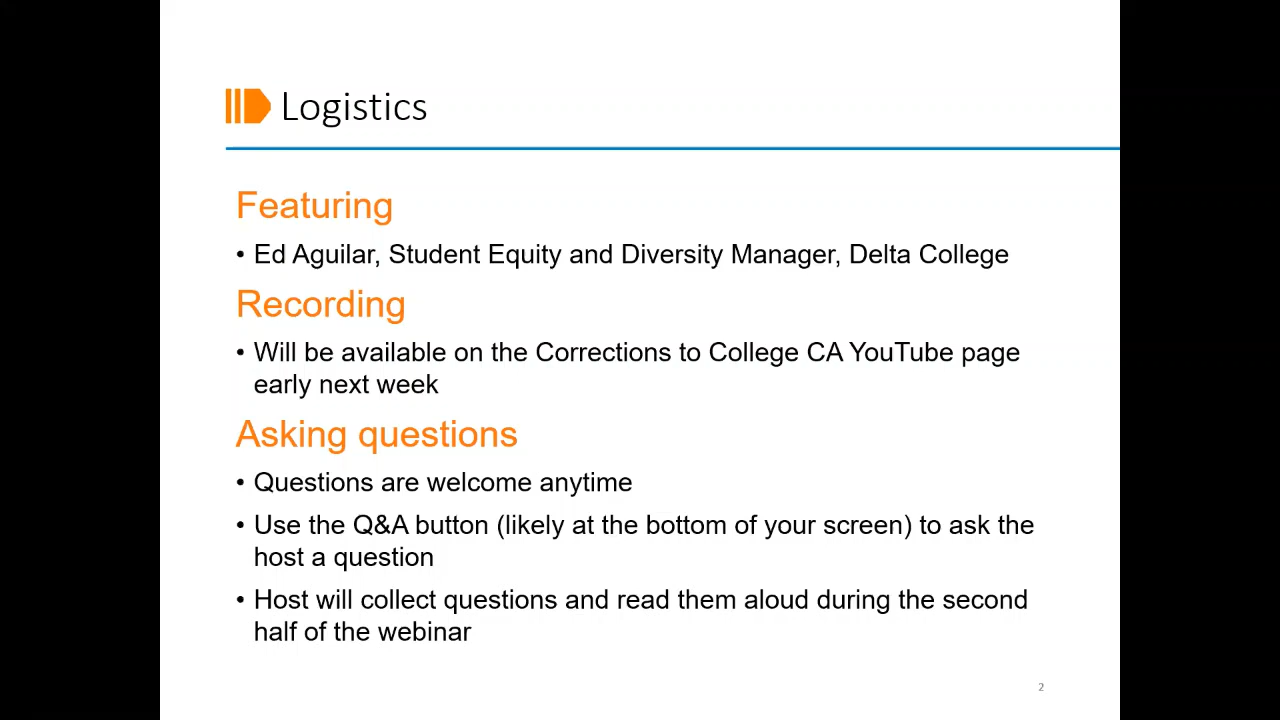 Logistics
Featuring
• Ed Aguilar, Student Equity and Diversity Manager, Delta College
Recording
• Will be available on the Corrections to College CA YouTube page
early next week
Asking questions
• Questions are welcome anytime
• Use the Q&A button (likely at the bottom of your screen) to ask the
host a question
• Host will collect questions and read them aloud during the second
half of the webinar
2